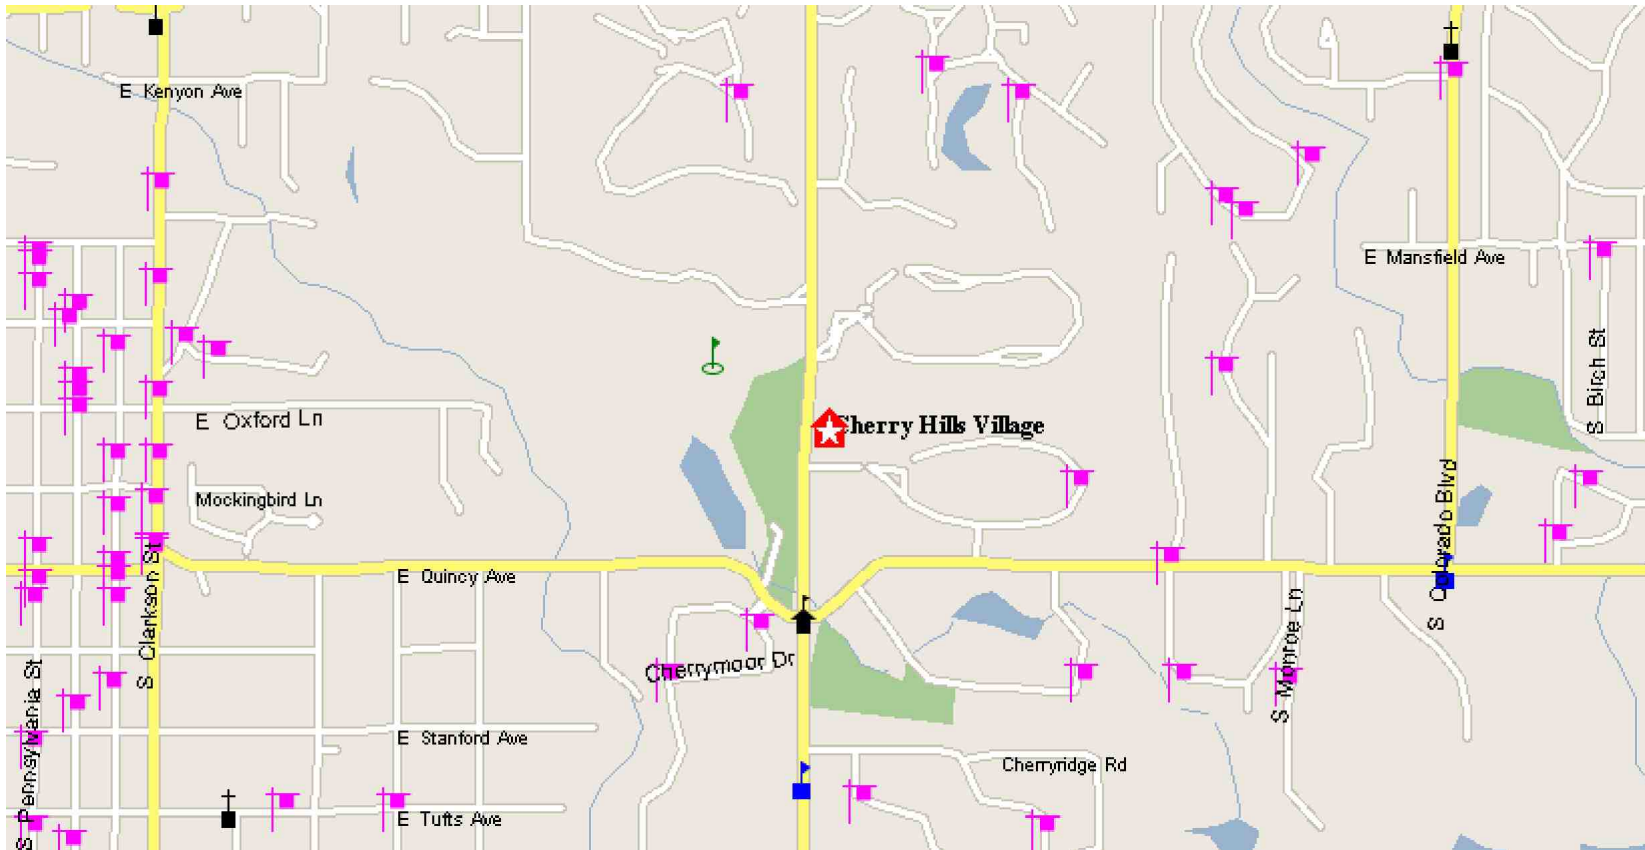 E Kenyon Ave
E Mansfield Ave
S Birch St
E Oxford Ln
Cherry Hills Village
Mockingbird Ln
S Colorado Blvd
E Quincy Ave
S Clarkson St
S Monroe Ln
Cherrymoor Dr
S Pennsylvania St
E Stanford Ave
Cherryridge Rd
E Tufts Ave